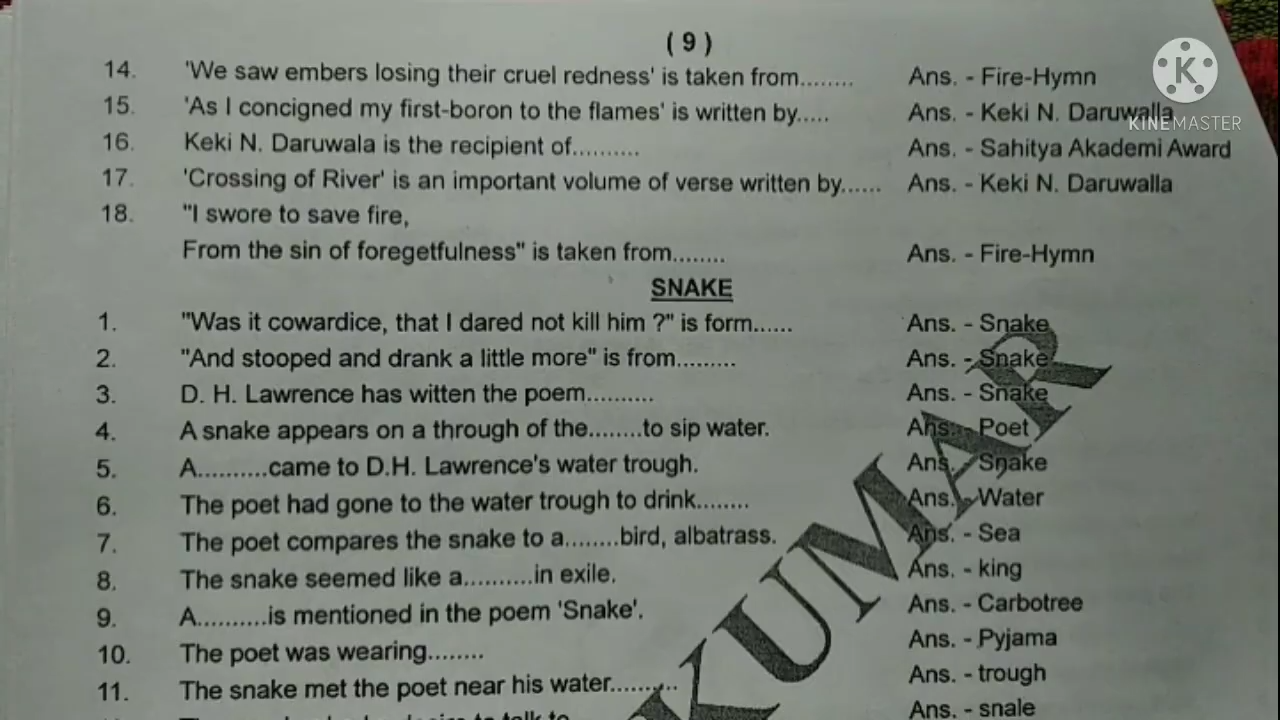 ( 9 )
14. 'We saw embers losing their cruel redness' is taken from........ Ans. - Fire-Hymn
15. 'As I concigned my first-boron to the flames' is written by..... Ans. - Keki N. Daruwalla
16. Keki N. Daruwala is the recipient of.......... Ans. - Sahitya Akademi Award
17. 'Crossing of River' is an important volume of verse written by...... Ans. - Keki N. Daruwalla
18. "I swore to save fire,
From the sin of foregetfulness" is taken from........ Ans. - Fire-Hymn
SNAKE
1. "Was it cowardice, that I dared not kill him ?" is form...... Ans. - Snake
2. "And stooped and drank a little more" is from......... Ans. - Snake
3. D. H. Lawrence has witten the poem.......... Ans. - Snake
4. A snake appears on a through of the........to sip water. Ans. - Poet
5. A..........came to D.H. Lawrence's water trough. Ans. - Snake
6. The poet had gone to the water trough to drink........ Ans. - Water
7. The poet compares the snake to a........bird, albatrass. Ans. - Sea
8. The snake seemed like a..........in exile. Ans. - king
9. A..........is mentioned in the poem 'Snake'. Ans. - Carbotree
10. The poet was wearing........ Ans. - Pyjama
11. The snake met the poet near his water.......... Ans. - trough
Ans. - snale
KUMAR
K
KINEMASTER